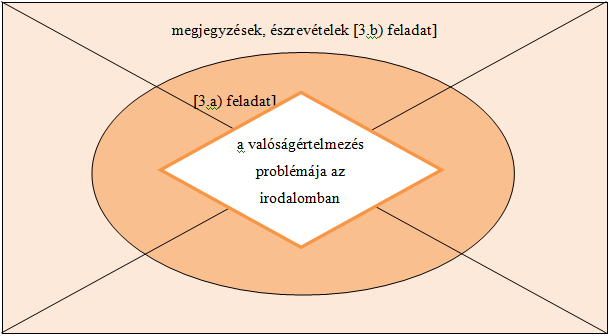 megjegyzések, észrevételek [3.b) feladat]
[3.a) feladat]
a valóságértelmezés
problémája az
irodalomban